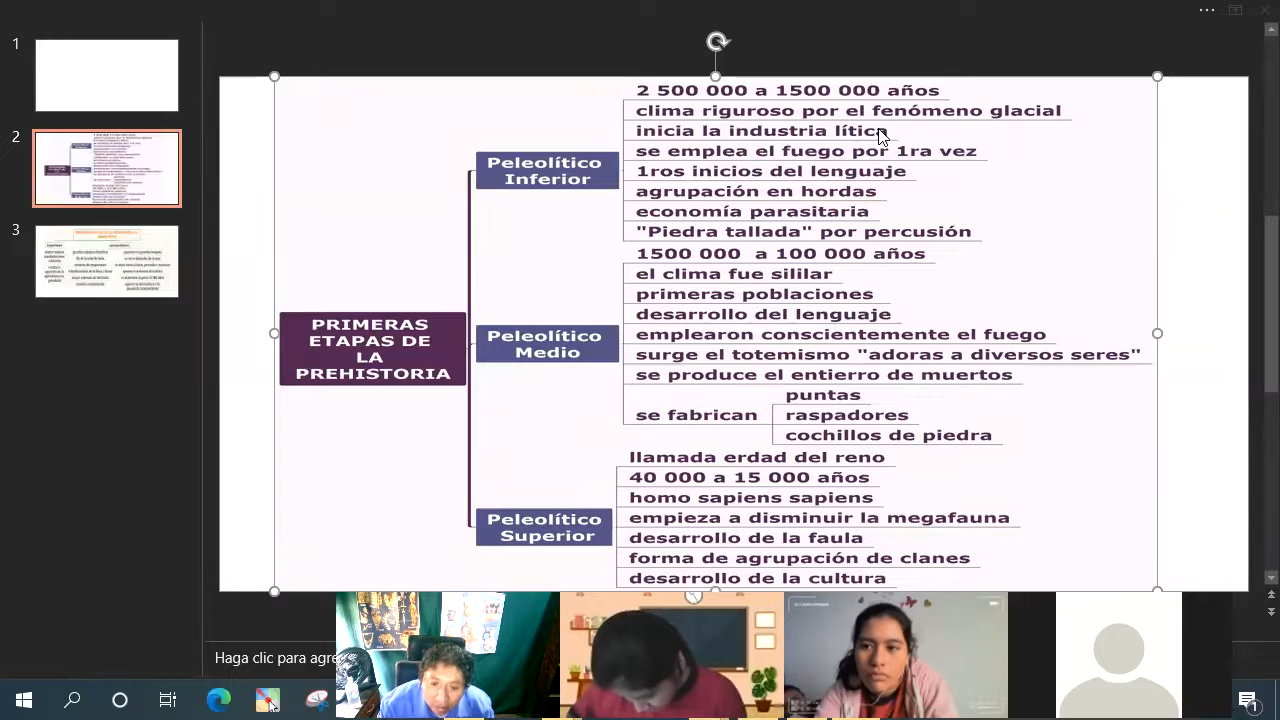 1
2
3
2 500 000 a 1500 000 años
clima riguroso por el fenómeno glacial
inicia la industria lítica
se emplea el fuego por 1ra vez
1ros inicios del lenguaje
agrupación en hordas
economía parasitaria
"Piedra tallada" por percusión
Peleolítico
Inferior
1500 000 a 100 000 años
el clima fue sililar
primeras poblaciones
desarrollo del lenguaje
emplearon conscientemente el fuego
surge el totemismo "adoras a diversos seres"
se produce el entierro de muertos
se fabrican
puntas
raspadores
cochillos de piedra
Peleolítico
Medio
PRIMERAS
ETAPAS DE
LA
PREHISTORIA
llamada erdad del reno
40 000 a 15 000 años
homo sapiens sapiens
empieza a disminuir la megafauna
desarrollo de la faula
forma de agrupación de clanes
desarrollo de la cultura
Peleolítico
Superior
Haga clic para agre